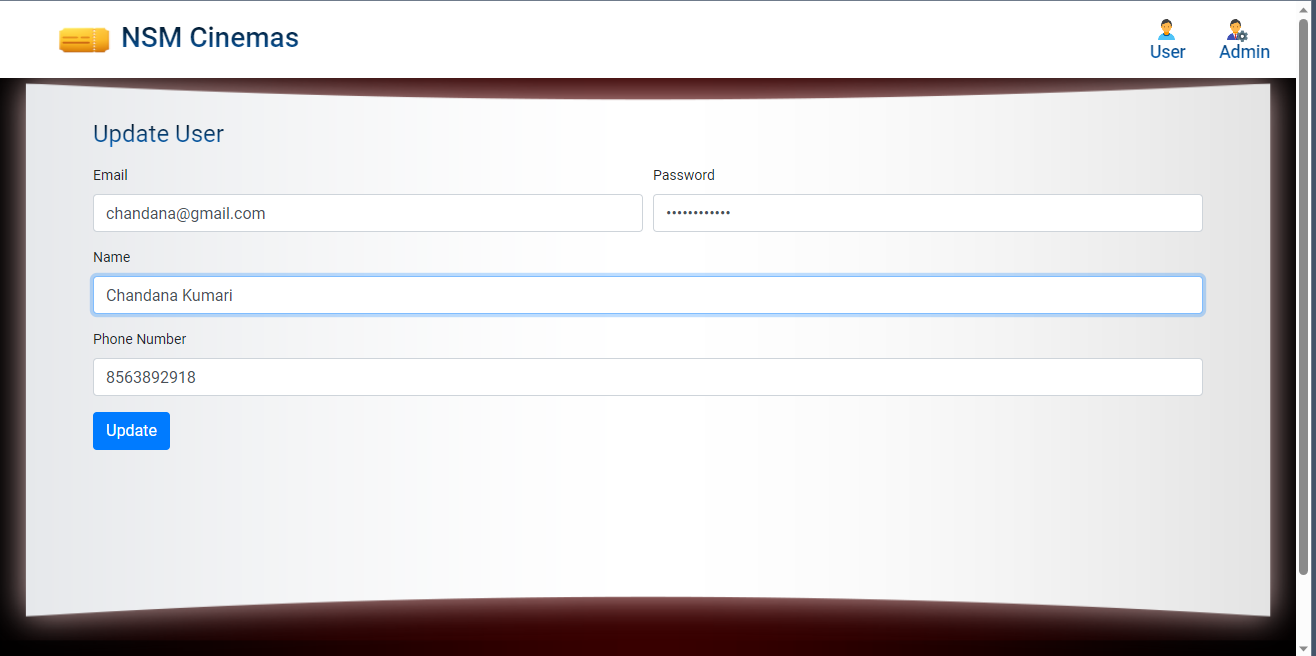 NSM Cinemas
User
Admin
Update User
Email
Password
chandana@gmail.com
••••••••••••
Name
Chandana Kumari
Phone Number
8563892918
Update